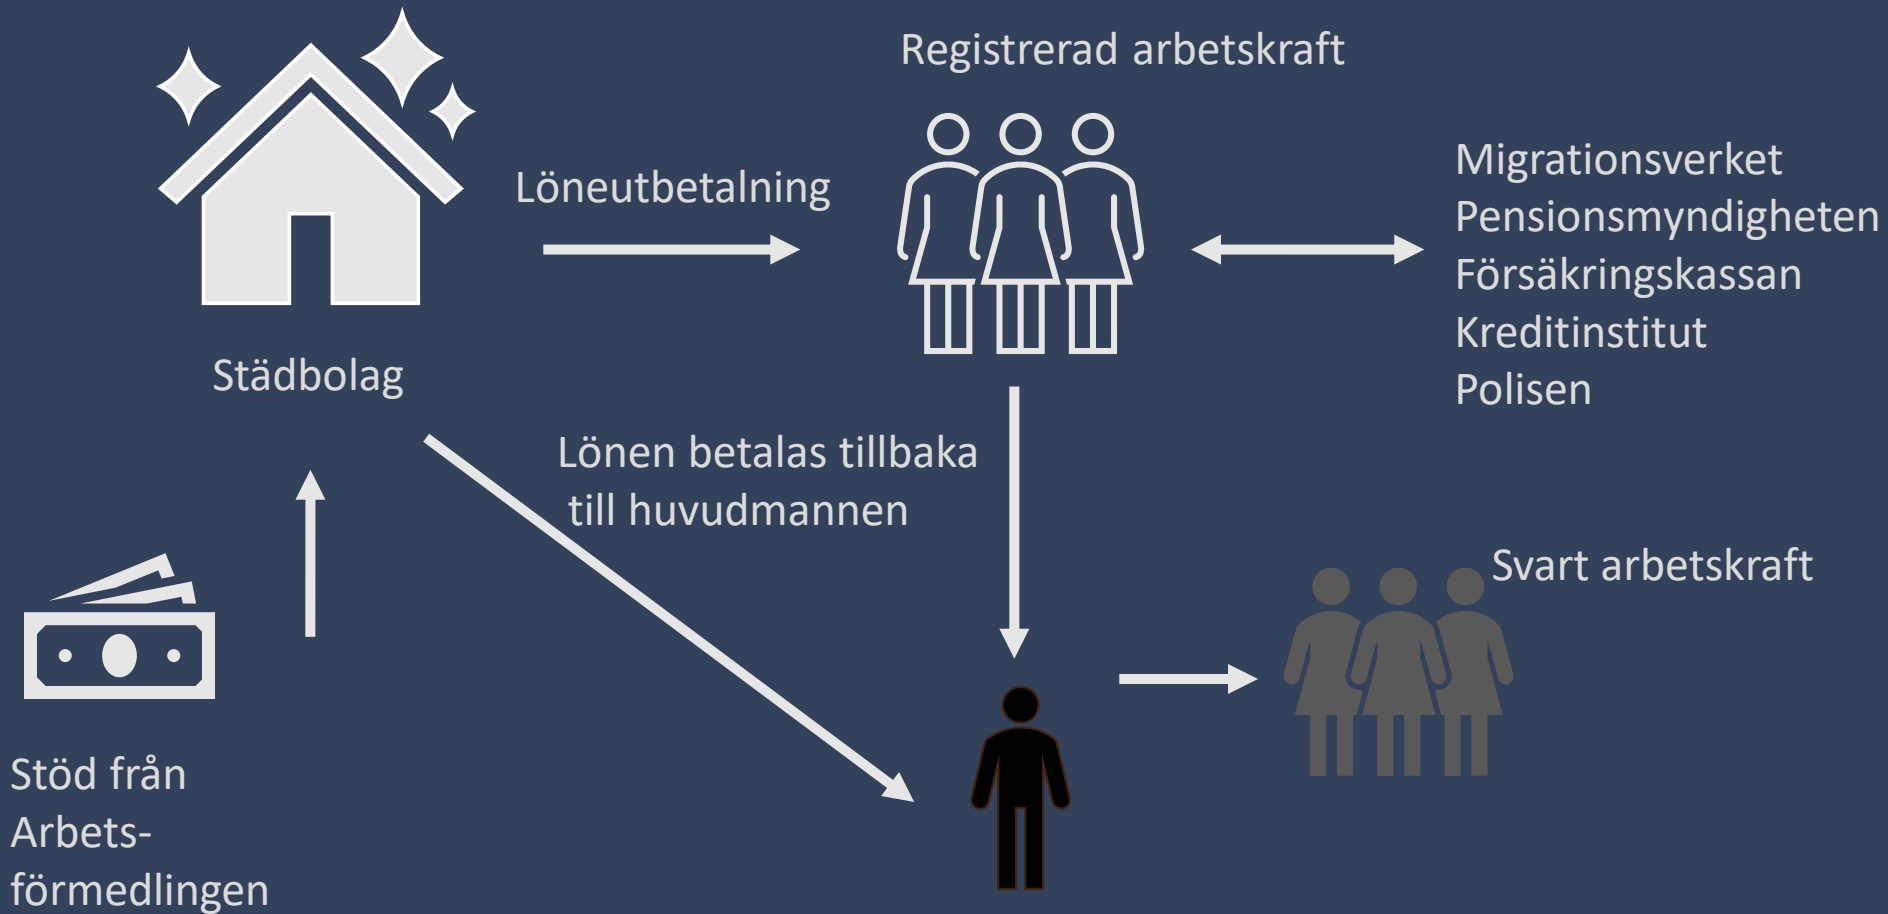 Registrerad arbetskraft
Löneutbetalning
Migrationsverket
Pensionsmyndigheten
Försäkringskassan
Kreditinstitut
Polisen
Städbolag
Lönen betalas tillbaka
till huvudmannen
Svart arbetskraft
Stöd från
Arbets-
förmedlingen